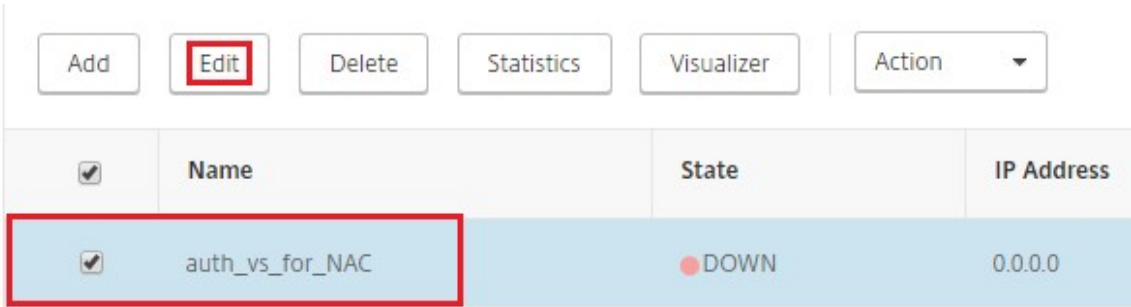 Add Edit Delete Statistics Visualizer Action
Name State IP Address
auth_vs_for_NAC DOWN 0.0.0.0